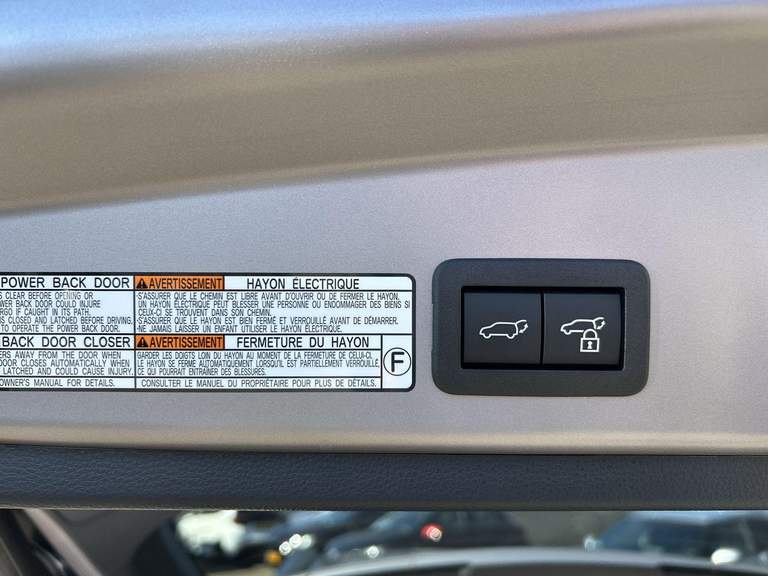 POWER BACK DOOR
S CLEAR BEFORE OPENING OR
WER BACK DOOR COULD INJURE
RGO IF CAUGHT IN ITS PATH.
IS CLOSED AND LATCHED BEFORE DRIVING.
TO OPERATE THE POWER BACK DOOR.
AVERTISSEMENT HAYON ÉLECTRIQUE
-S'ASSURER QUE LE CHEMIN EST LIBRE AVANT D'OUVRIR OU DE FERMER LE HAYON.
UN HAYON ÉLECTRIQUE PEUT BLESSER UNE PERSONNE OU ENDOMMAGER DES BIENS SI
CEUX-CI SE TROUVENT DANS SON CHEMIN.
-S'ASSURER QUE LE HAYON EST BIEN FERMÉ ET VERROUILLÉ AVANT DE DÉMARRER.
-NE JAMAIS LAISSER UN ENFANT UTILISER LE HAYON ÉLECTRIQUE.
BACK DOOR CLOSER
ERS AWAY FROM THE DOOR WHEN
DOOR CLOSES AUTOMATICALLY WHEN
LATCHED AND COULD CAUSE INJURY.
OWNER'S MANUAL FOR DETAILS.
AVERTISSEMENT FERMETURE DU HAYON
GARDER LES DOIGTS LOIN DU HAYON AU MOMENT DE LA FERMETURE DE CELUI-CI.
LE HAYON SE FERME AUTOMATIQUEMENT LORSQU'IL EST PARTIELLEMENT VERROUILLÉ,
CE QUI POURRAIT ENTRAÎNER DES BLESSURES.
CONSULTER LE MANUEL DU PROPRIÉTAIRE POUR PLUS DE DÉTAILS.
F